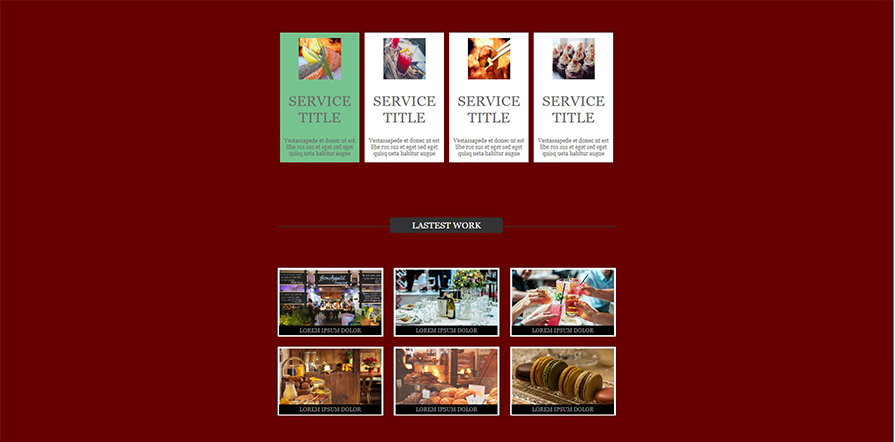 SERVICE
TITLE
Vestassapede et donec ut est
libe ros sus et eget sed eget
quisq ueta habitur augue
SERVICE
TITLE
Vestassapede et donec ut est
libe ros sus et eget sed eget
quisq ueta habitur augue
SERVICE
TITLE
Vestassapede et donec ut est
libe ros sus et eget sed eget
quisq ueta habitur augue
SERVICE
TITLE
Vestassapede et donec ut est
libe ros sus et eget sed eget
quisq ueta habitur augue
LASTEST WORK
LOREM IPSUM DOLOR
LOREM IPSUM DOLOR
LOREM IPSUM DOLOR
LOREM IPSUM DOLOR
LOREM IPSUM DOLOR
LOREM IPSUM DOLOR